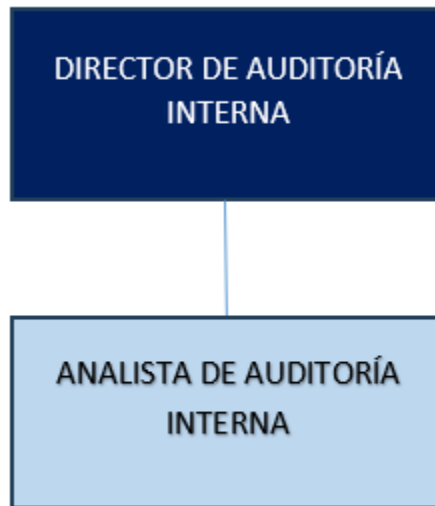 DIRECTOR DE AUDITORÍA
INTERNA
ANALISTA DE AUDITORÍA
INTERNA